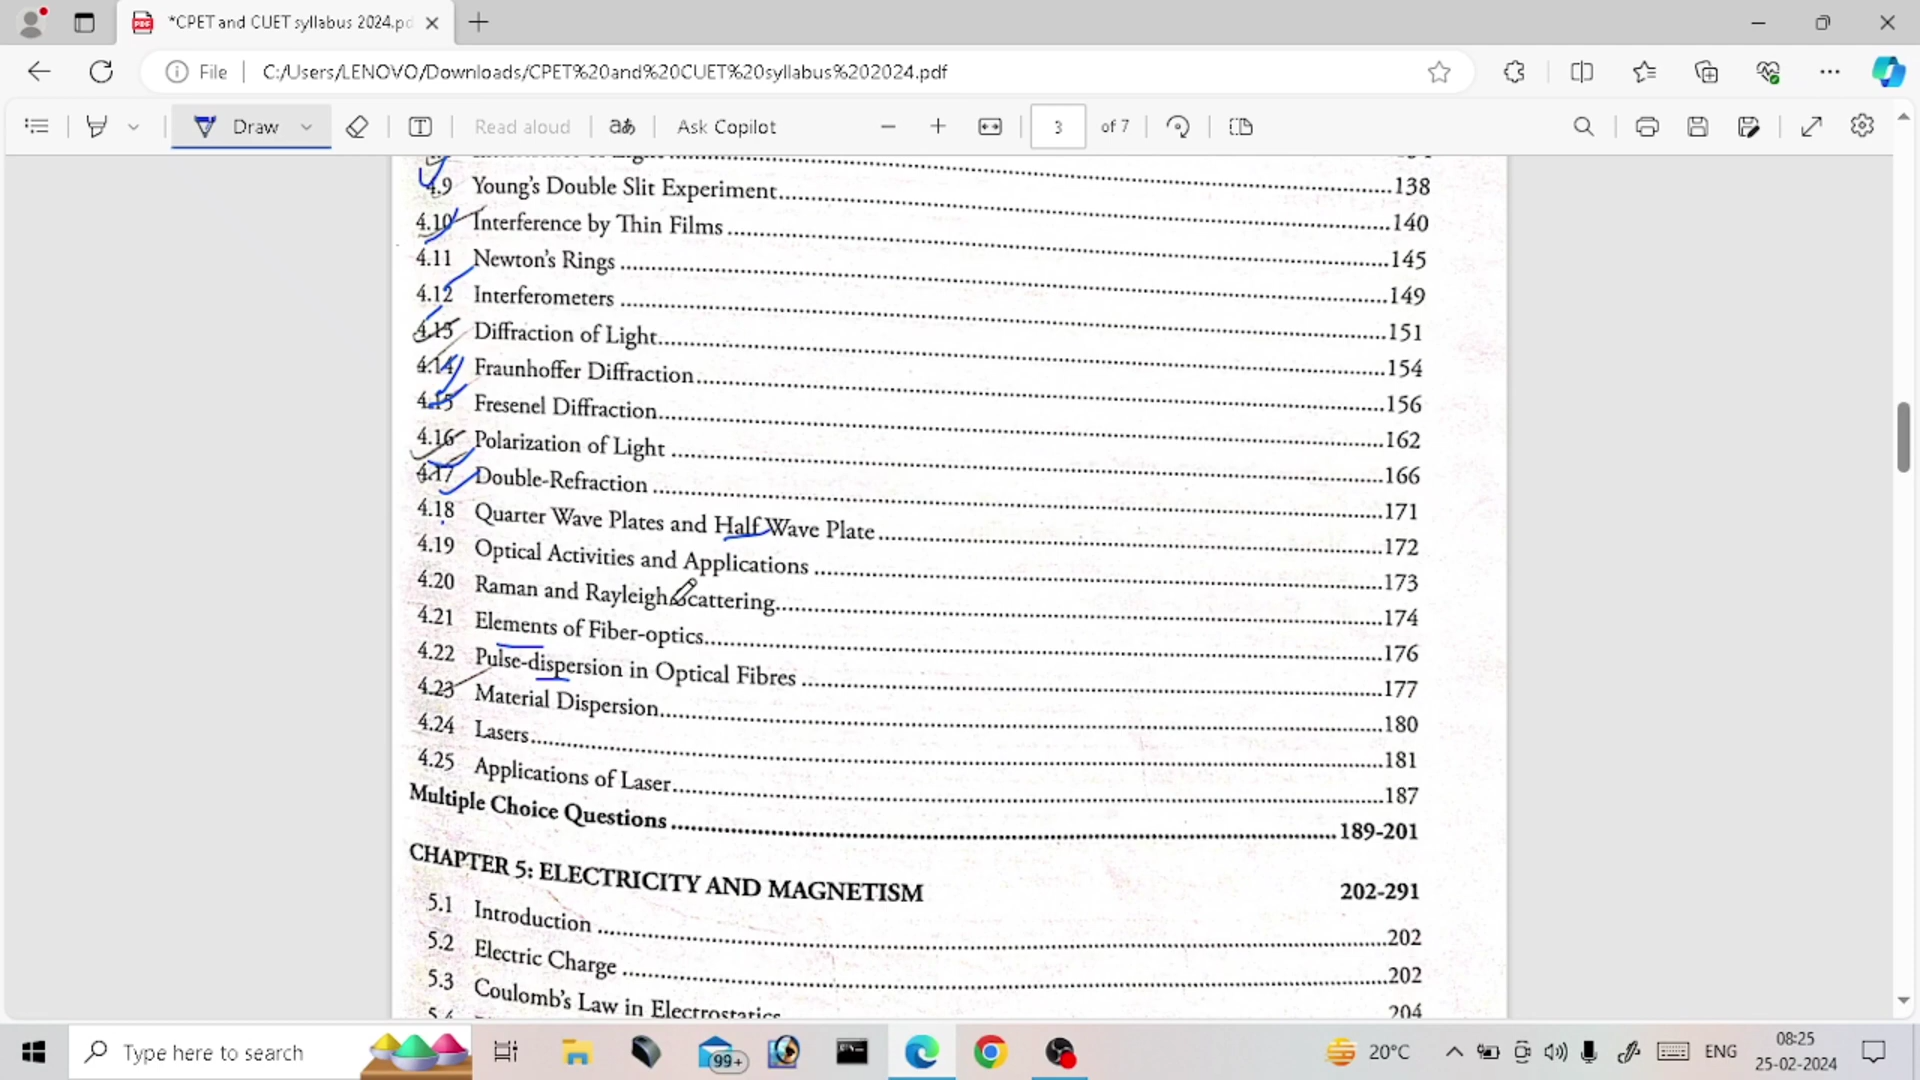 *CPET and CUET syllabus 2024.pd
File
C:/Users/LENOVO/Downloads/CPET%20and%20CUET%20syllabus%202024.pdf
Draw
Read aloud
Ask Copilot
3 of 7
138
4.9 Young's Double Slit Experiment 140
4.10 Interference by Thin Films 145
4.11 Newton's Rings 149
4.12 Interferometers 151
4.13 Diffraction of Light 154
4.14 Fraunhoffer Diffraction 156
4.15 Fresenel Diffraction 162
4.16 Polarization of Light 166
4.17 Double-Refraction 171
4.18 Quarter Wave Plates and Half Wave Plate 172
4.19 Optical Activities and Applications 173
4.20 Raman and Rayleigh Scattering 174
4.21 Elements of Fiber-optics 176
4.22 Pulse-dispersion in Optical Fibres 177
4.23 Material Dispersion 180
4.24 Lasers 181
4.25 Applications of Laser 187
Multiple Choice Questions 189-201
CHAPTER 5: ELECTRICITY AND MAGNETISM 202-291
5.1 Introduction 202
5.2 Electric Charge 202
5.3 Coulomb's Law in Electrostatics 204
Type here to search
99+
20°C
ENG
08:25
25-02-2024